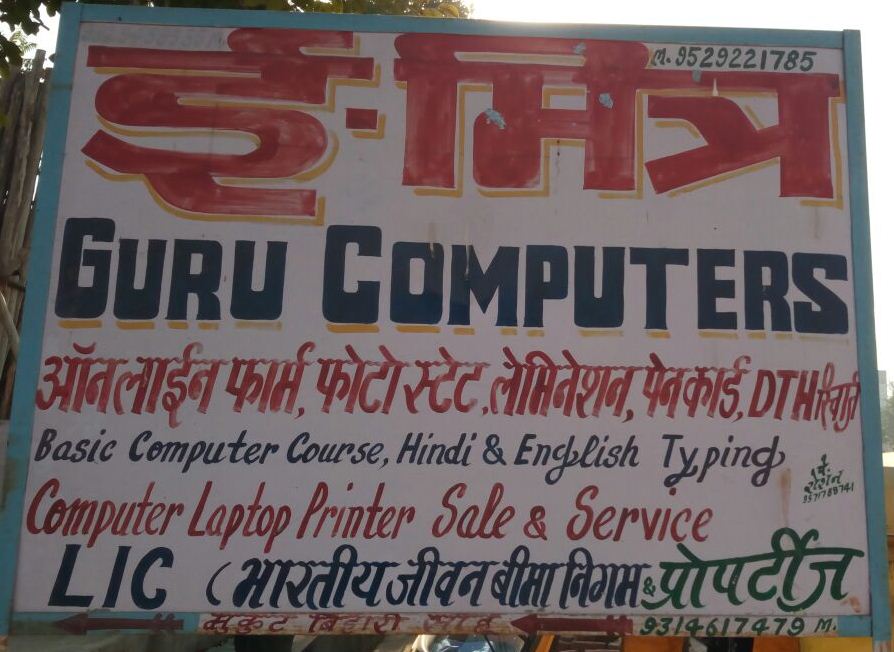 म. 9529221785
ई-मित्र
GURU COMPUTERS
ऑनलाईन फार्म, फोटो स्टेट, लेमिनेशन, पेनकार्ड, DTH रिचार्ज
Basic Computer Course, Hindi & English Typing
Computer Laptop Printer Sale & Service
LIC (भारतीय जीवन बीमा निगम & प्रोपर्टीज
मुकुट बिहारी साहू 9314617479 M.